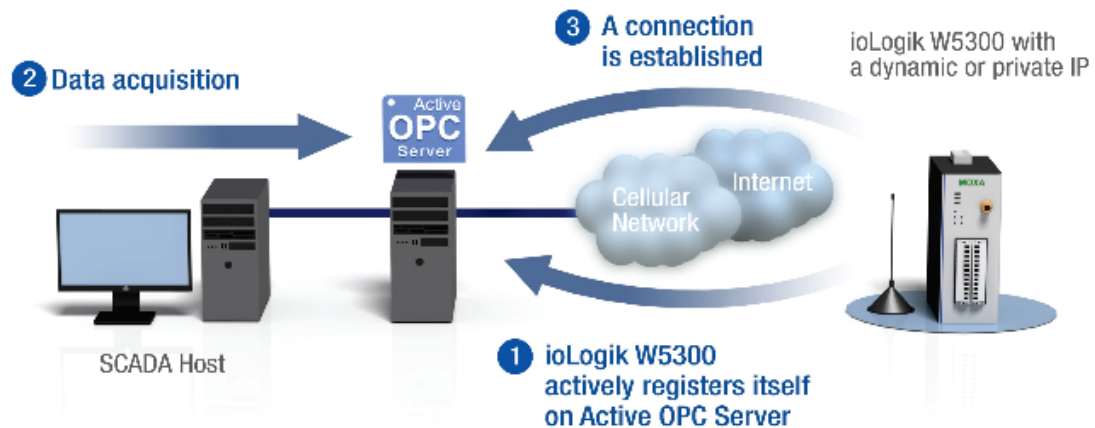 3 A connection
is established
ioLogik W5300 with
a dynamic or private IP
2 Data acquisition
Active
OPC
Server
Cellular
Network
Internet
MOXA
SCADA Host
1 ioLogik W5300
actively registers itself
on Active OPC Server